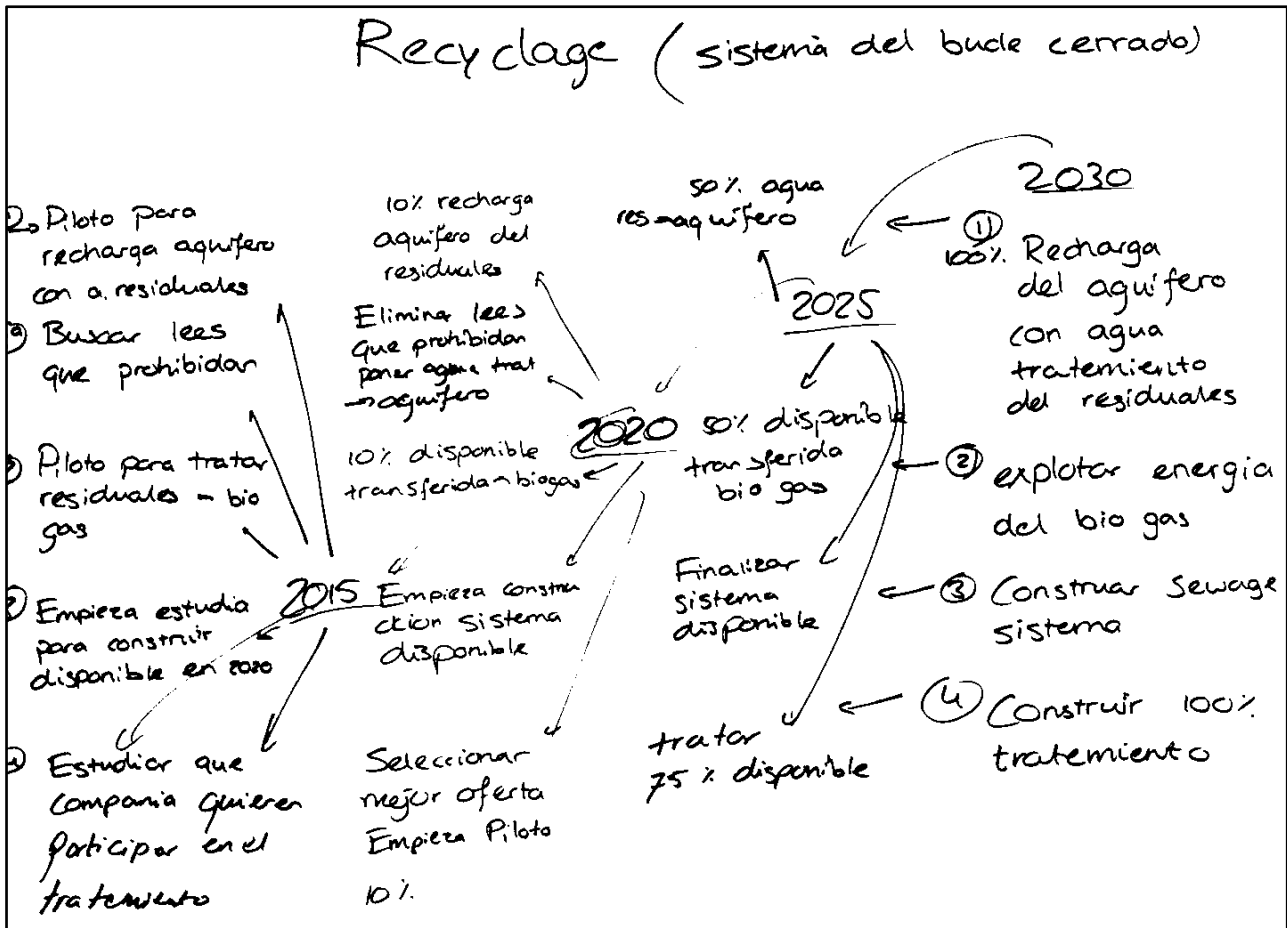 Recyclage (sistema del bucle cerrado)
2030
① 100% Recharga
del aquífero
con agua
tratemiento
del residuales
② explotar energia
del bio gas
③ Construar Sewage
sistema
④ Construir 100%
tratemiento
2025
50% agua
res→aquifero
50% disponible
transferida
bio gas
Finalizar
sistema
disponible
tratar
75% disponible
2020
10% recharga
aquifero del
residuales
Elimina lees
que prohibidan
poner agua trat
→aquifero
10% disponible
transferida→biogas
Empieza constru
ction sistema
disponible
Seleccionar
mejor oferta
Empieza Piloto
10%
2015
Piloto para
recharga aquifero
con a. residuales
Buscar lees
que prohibidan
Piloto para tratar
residuales - bio
gas
Empieza estudia
para construir
disponible en 2020
Estudiar que
compania quieren
participar en el
tratemiento